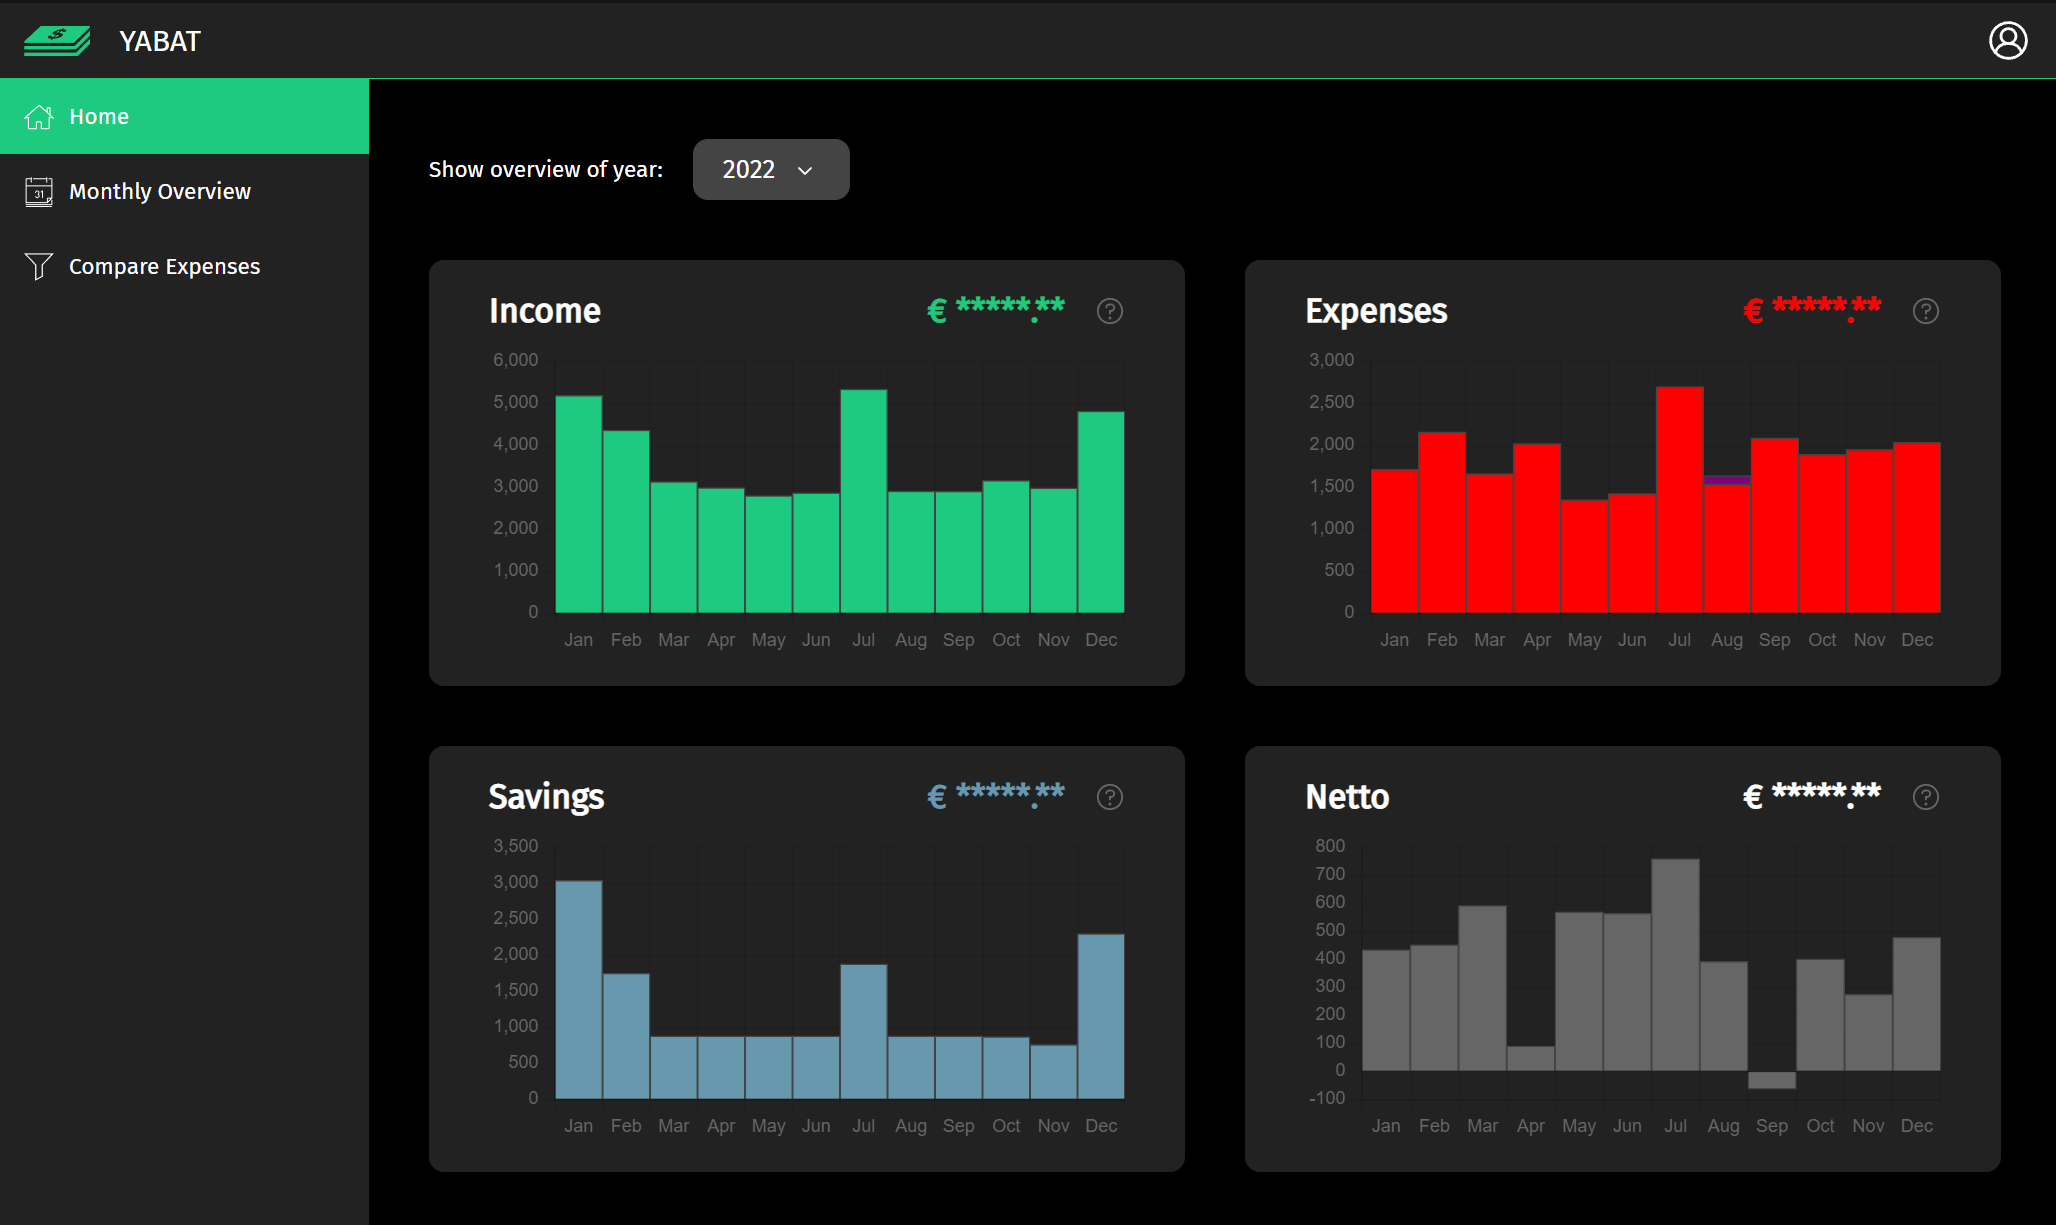 YABAT
Home
Monthly Overview
Compare Expenses
31
Show overview of year: 2022
Income € *****.** ?
6,000
5,000
4,000
3,000
2,000
1,000
0
Jan Feb Mar Apr May Jun Jul Aug Sep Oct Nov Dec
Expenses € *****.** ?
3,000
2,500
2,000
1,500
1,000
500
0
Jan Feb Mar Apr May Jun Jul Aug Sep Oct Nov Dec
Savings € *****.** ?
3,500
3,000
2,500
2,000
1,500
1,000
500
0
Jan Feb Mar Apr May Jun Jul Aug Sep Oct Nov Dec
Netto € *****.** ?
800
700
600
500
400
300
200
100
0
-100
Jan Feb Mar Apr May Jun Jul Aug Sep Oct Nov Dec